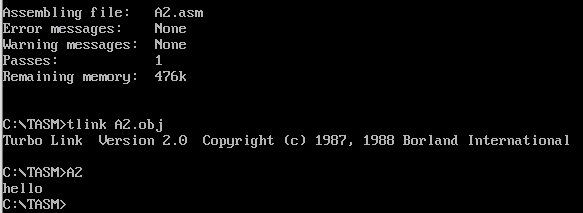 Assembling file:   A2.asm
Error messages:    None
Warning messages:  None
Passes:            1
Remaining memory:  476k
C:\TASM>tlink A2.obj
Turbo Link  Version 2.0  Copyright (c) 1987, 1988 Borland International
C:\TASM>A2
hello
C:\TASM>